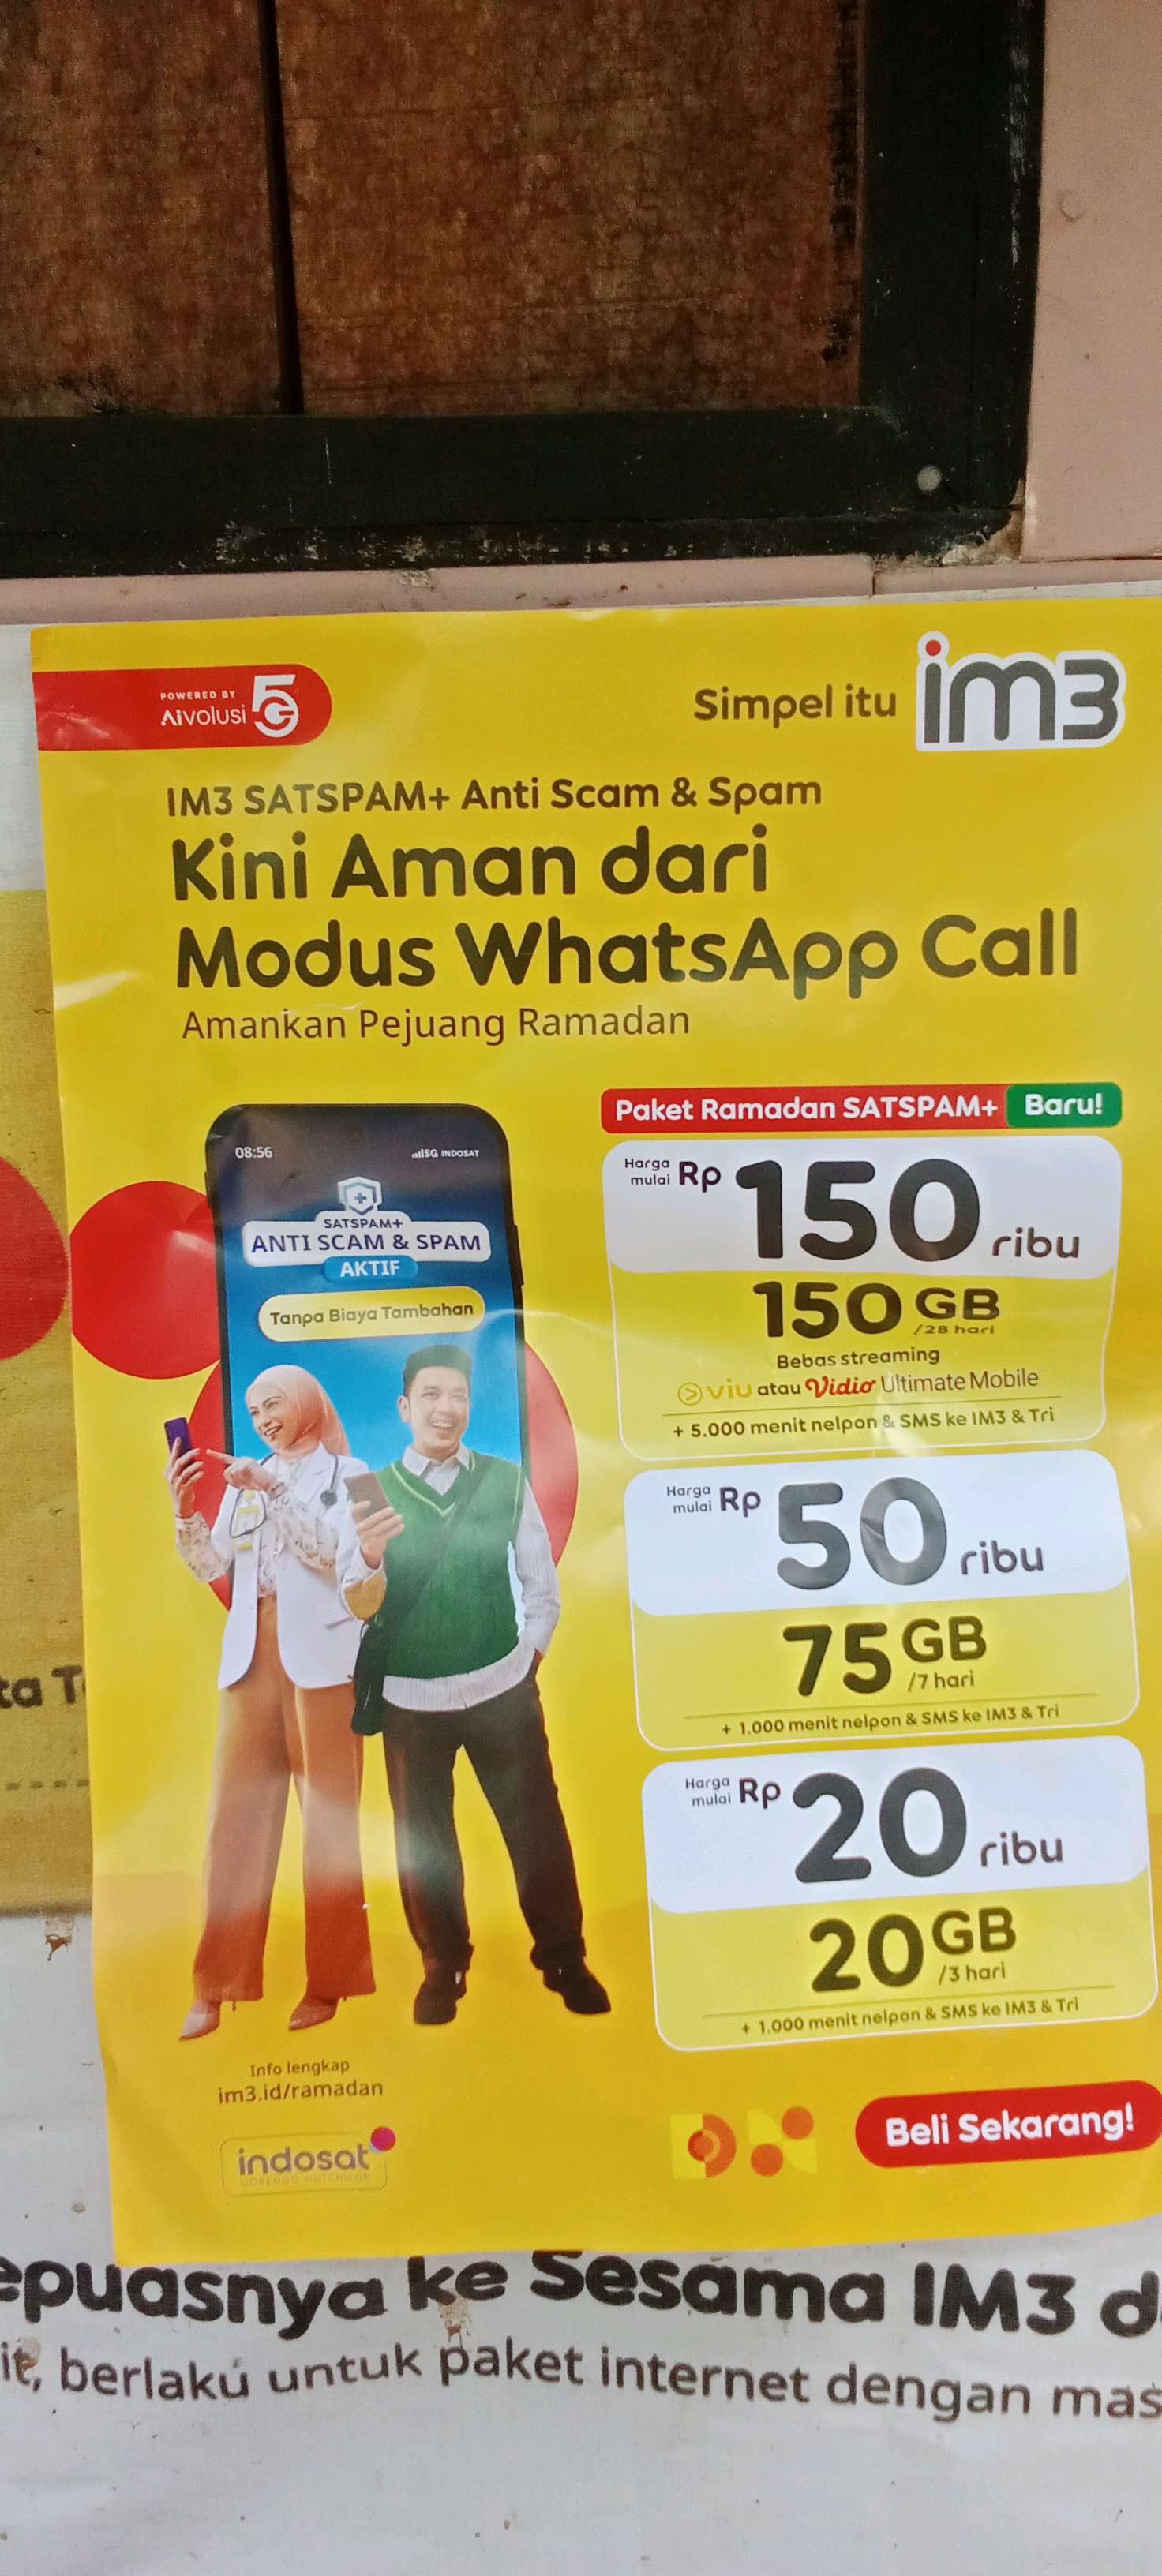 POWERED BY
AIvolusi 5G
Simpel itu im3
IM3 SATSPAM+ Anti Scam & Spam
Kini Aman dari
Modus WhatsApp Call
Amankan Pejuang Ramadan
08:56
5G INDOSAT
SATSPAM+
ANTI SCAM & SPAM
AKTIF
Tanpa Biaya Tambahan
Paket Ramadan SATSPAM+ Baru!
Harga mulai Rp 150 ribu
150 GB
/28 hari
Bebas streaming
viu atau Vidio Ultimate Mobile
+ 5.000 menit nelpon & SMS ke IM3 & Tri
Harga mulai Rp 50 ribu
75 GB
/7 hari
+ 1.000 menit nelpon & SMS ke IM3 & Tri
Harga mulai Rp 20 ribu
20 GB
/3 hari
+ 1.000 menit nelpon & SMS ke IM3 & Tri
Info lengkap
im3.id/ramadan
indosat
OOREDOO HUTCHISON
Beli Sekarang!
ta T
epuasnya ke Sesama IM3 d
it, berlaku untuk paket internet dengan mas